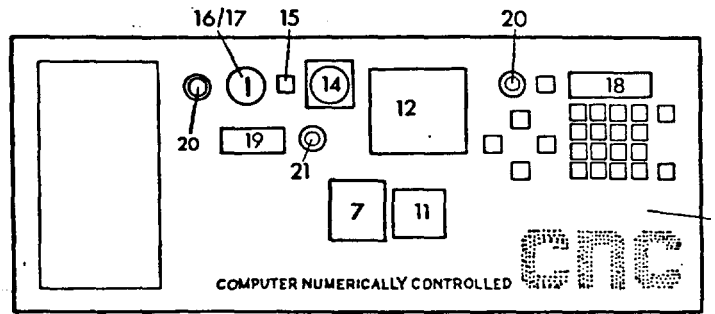 16/17 15 20
14 18
12
20 19 21
7 11
COMPUTER NUMERICALLY CONTROLLED cnc